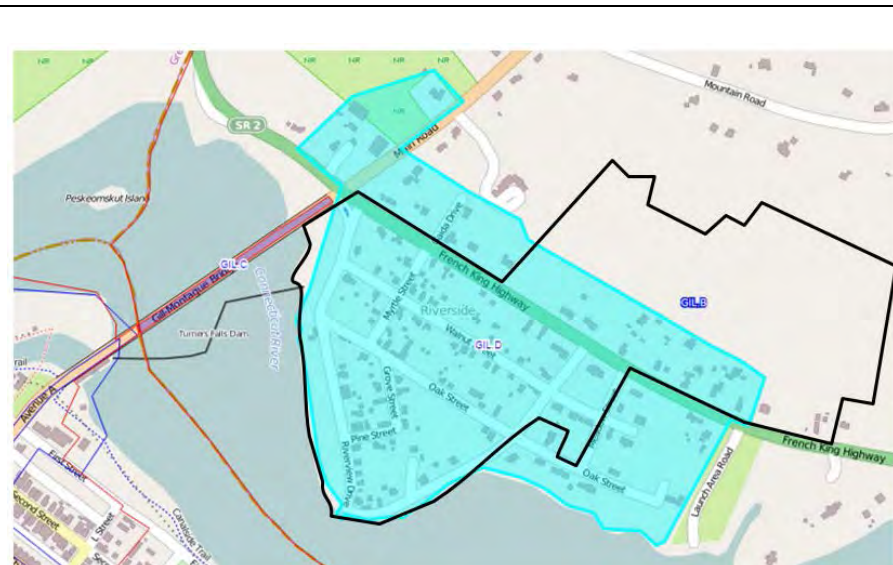 NR NR NR NR
SR 2
Mountain Road
Main Road
NR
Peskeomskut Island
GIL.C
Gill-Montague Bridge
Connecticut River
French King Highway
Myrtle Street
Riverside
GIL.B
Turners Falls Dam
GIL.D
Oak Street
Grove Street
Pine Street
Avenue A
First Street
Riverview Drive
Oak Street
French King Highway
Launch Area Road
Second Street
L Street
Canalside Trail